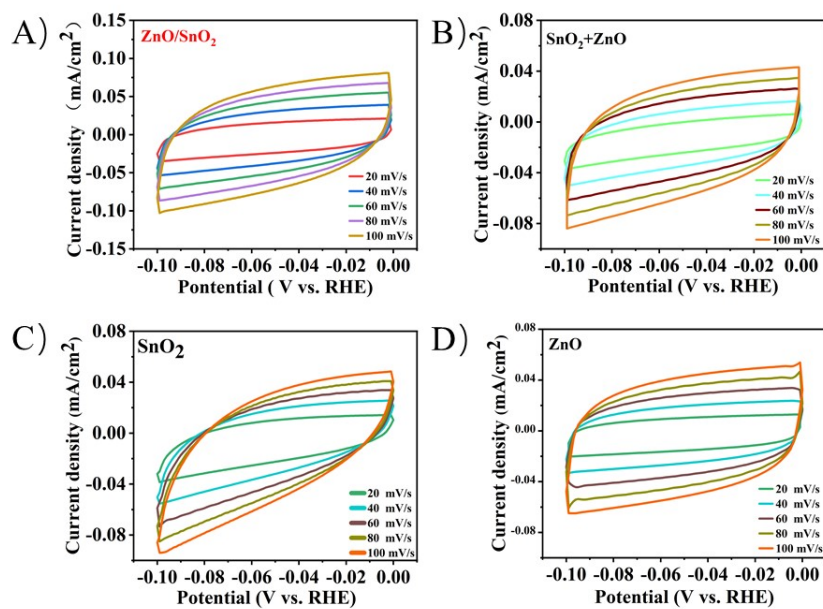 A)
ZnO/SnO2
Current density ( mA/cm2)
0.15
0.10
0.05
0.00
-0.05
-0.10
-0.15
20 mV/s
40 mV/s
60 mV/s
80 mV/s
100 mV/s
-0.10 -0.08 -0.06 -0.04 -0.02 0.00
Pontential ( V vs. RHE)
B)
SnO2+ZnO
Current density (mA/cm2)
0.08
0.04
0.00
-0.04
-0.08
20 mV/s
40 mV/s
60 mV/s
80 mV/s
100 mV/s
-0.10 -0.08 -0.06 -0.04 -0.02 0.00
Pontential (V vs. RHE)
C)
SnO2
Current density (mA/cm2)
0.08
0.04
0.00
-0.04
-0.08
20 mV/s
40 mV/s
60 mV/s
80 mV/s
100 mV/s
-0.10 -0.08 -0.06 -0.04 -0.02 0.00
Pontential (V vs. RHE)
D)
ZnO
Current density (mA/cm2)
0.08
0.04
0.00
-0.04
-0.08
20 mV/s
40 mV/s
60 mV/s
80 mV/s
100 mV/s
-0.10 -0.08 -0.06 -0.04 -0.02 0.00
Pontential (V vs. RHE)